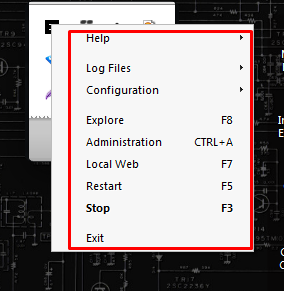 Help
Log Files
Configuration
Explore F8
Administration CTRL+A
Local Web F7
Restart F5
Stop F3
Exit